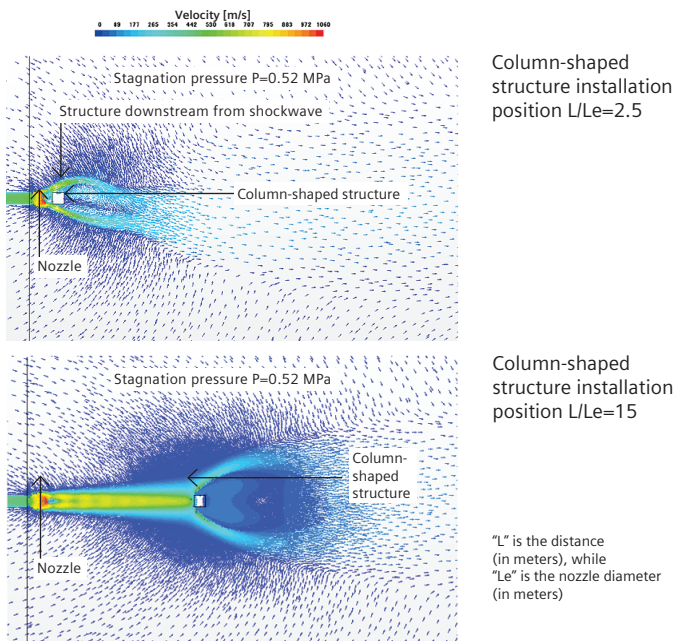 Velocity [m/s]
0 89 177 265 354 442 530 618 707 795 883 972 1060
Stagnation pressure P=0.52 MPa
Structure downstream from shockwave
Column-shaped structure
Nozzle
Column-shaped
structure installation
position L/Le=2.5
Stagnation pressure P=0.52 MPa
Column-
shaped
structure
Nozzle
Column-shaped
structure installation
position L/Le=15
"L" is the distance
(in meters), while
"Le" is the nozzle diameter
(in meters)